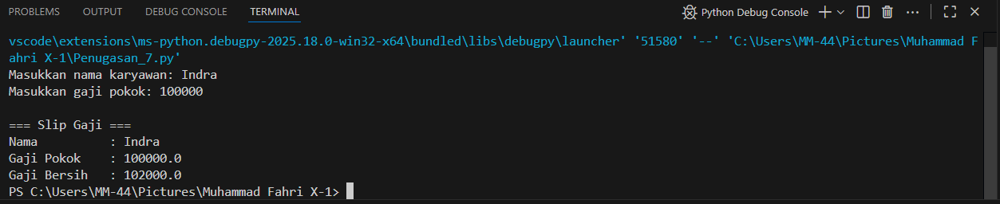 PROBLEMS OUTPUT DEBUG CONSOLE TERMINAL Python Debug Console
vscode\extensions\ms-python.debugpy-2025.18.0-win32-x64\bundled\libs\debugpy\launcher' '51580' '--' 'C:\Users\MM-44\Pictures\Muhammad F
ahri X-1\Penugasan_7.py'
Masukkan nama karyawan: Indra
Masukkan gaji pokok: 100000
=== Slip Gaji ===
Nama          : Indra
Gaji Pokok    : 100000.0
Gaji Bersih   : 102000.0
PS C:\Users\MM-44\Pictures\Muhammad Fahri X-1>